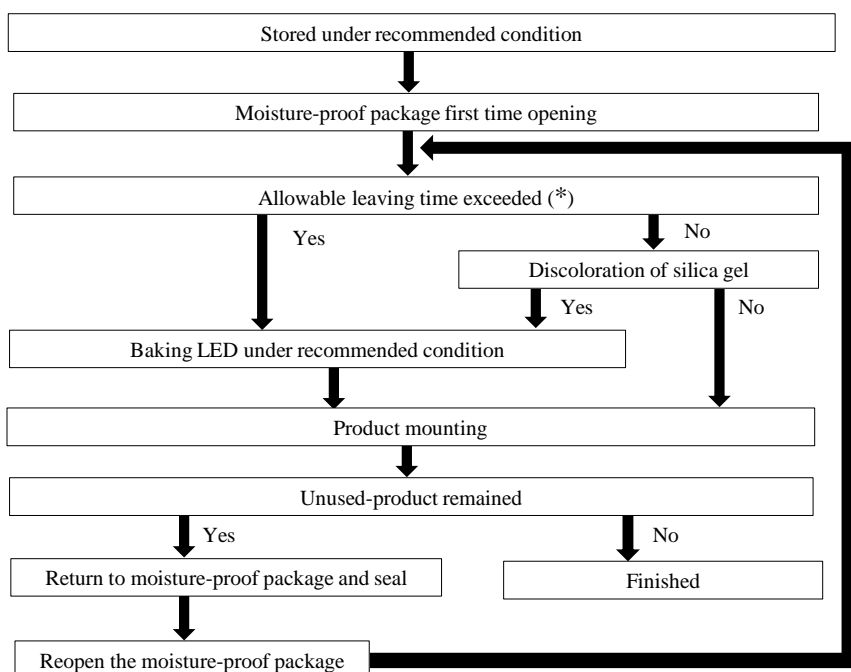 Stored under recommended condition
Moisture-proof package first time opening
Allowable leaving time exceeded (*)
Yes
No
Discoloration of silica gel
Yes
No
Baking LED under recommended condition
Product mounting
Unused-product remained
Yes
No
Return to moisture-proof package and seal
Finished
Reopen the moisture-proof package